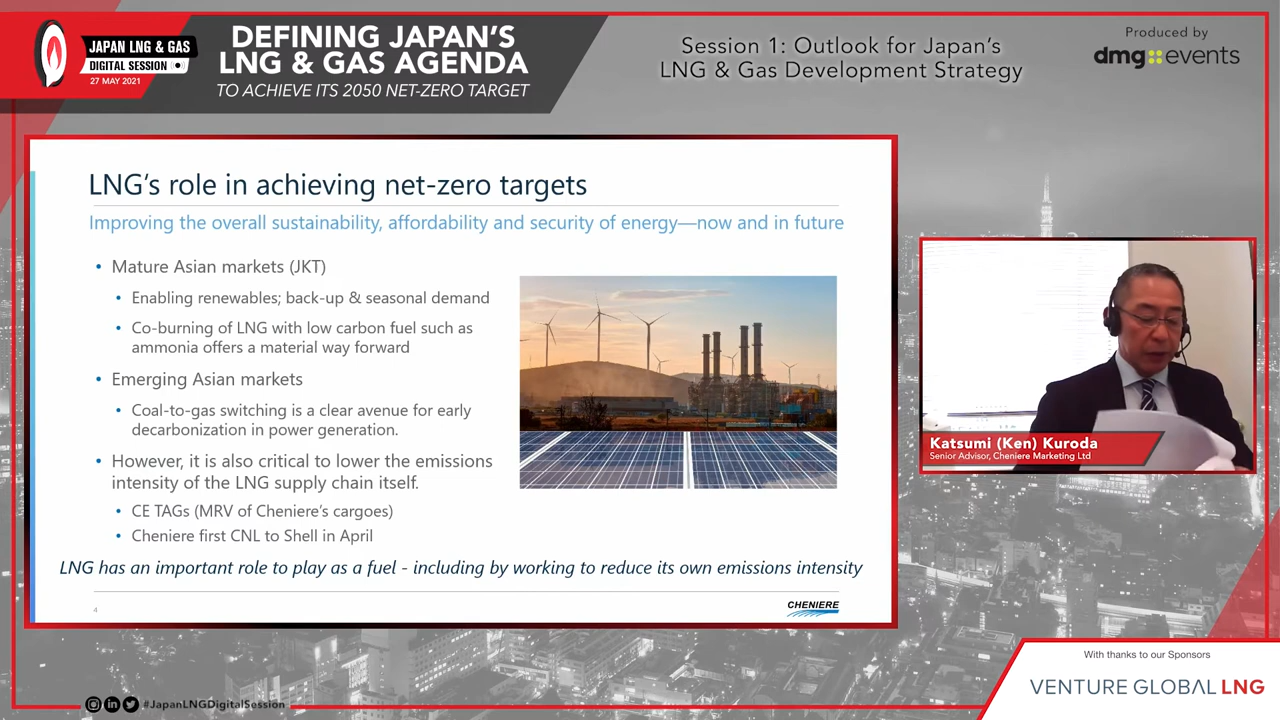 JAPAN LNG & GAS
DIGITAL SESSION
27 MAY 2021
DEFINING JAPAN'S
LNG & GAS AGENDA
TO ACHIEVE ITS 2050 NET-ZERO TARGET
Session 1: Outlook for Japan's
LNG & Gas Development Strategy
Produced by
dmg events
LNG's role in achieving net-zero targets
Improving the overall sustainability, affordability and security of energy—now and in future
• Mature Asian markets (JKT)
• Enabling renewables; back-up & seasonal demand
• Co-burning of LNG with low carbon fuel such as
ammonia offers a material way forward
• Emerging Asian markets
• Coal-to-gas switching is a clear avenue for early
decarbonization in power generation.
• However, it is also critical to lower the emissions
intensity of the LNG supply chain itself.
• CE TAGs (MRV of Cheniere's cargoes)
• Cheniere first CNL to Shell in April
LNG has an important role to play as a fuel - including by working to reduce its own emissions intensity
4
CHENIERE
Katsumi (Ken) Kuroda
Senior Advisor, Cheniere Marketing Ltd
With thanks to our Sponsors
VENTURE GLOBAL LNG
#JapanLNGDigitalSession